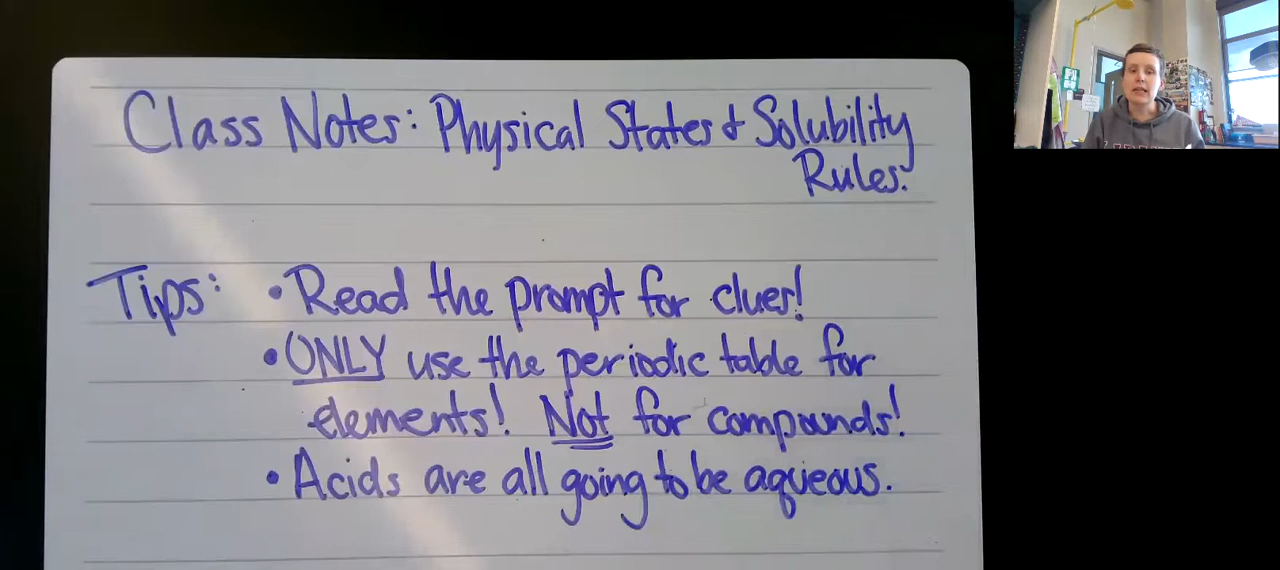 Class Notes: Physical States & Solubility
Rules:
Tips: • Read the prompt for clues!
• ONLY use the periodic table for
elements! Not for compounds!
• Acids are all going to be aqueous.